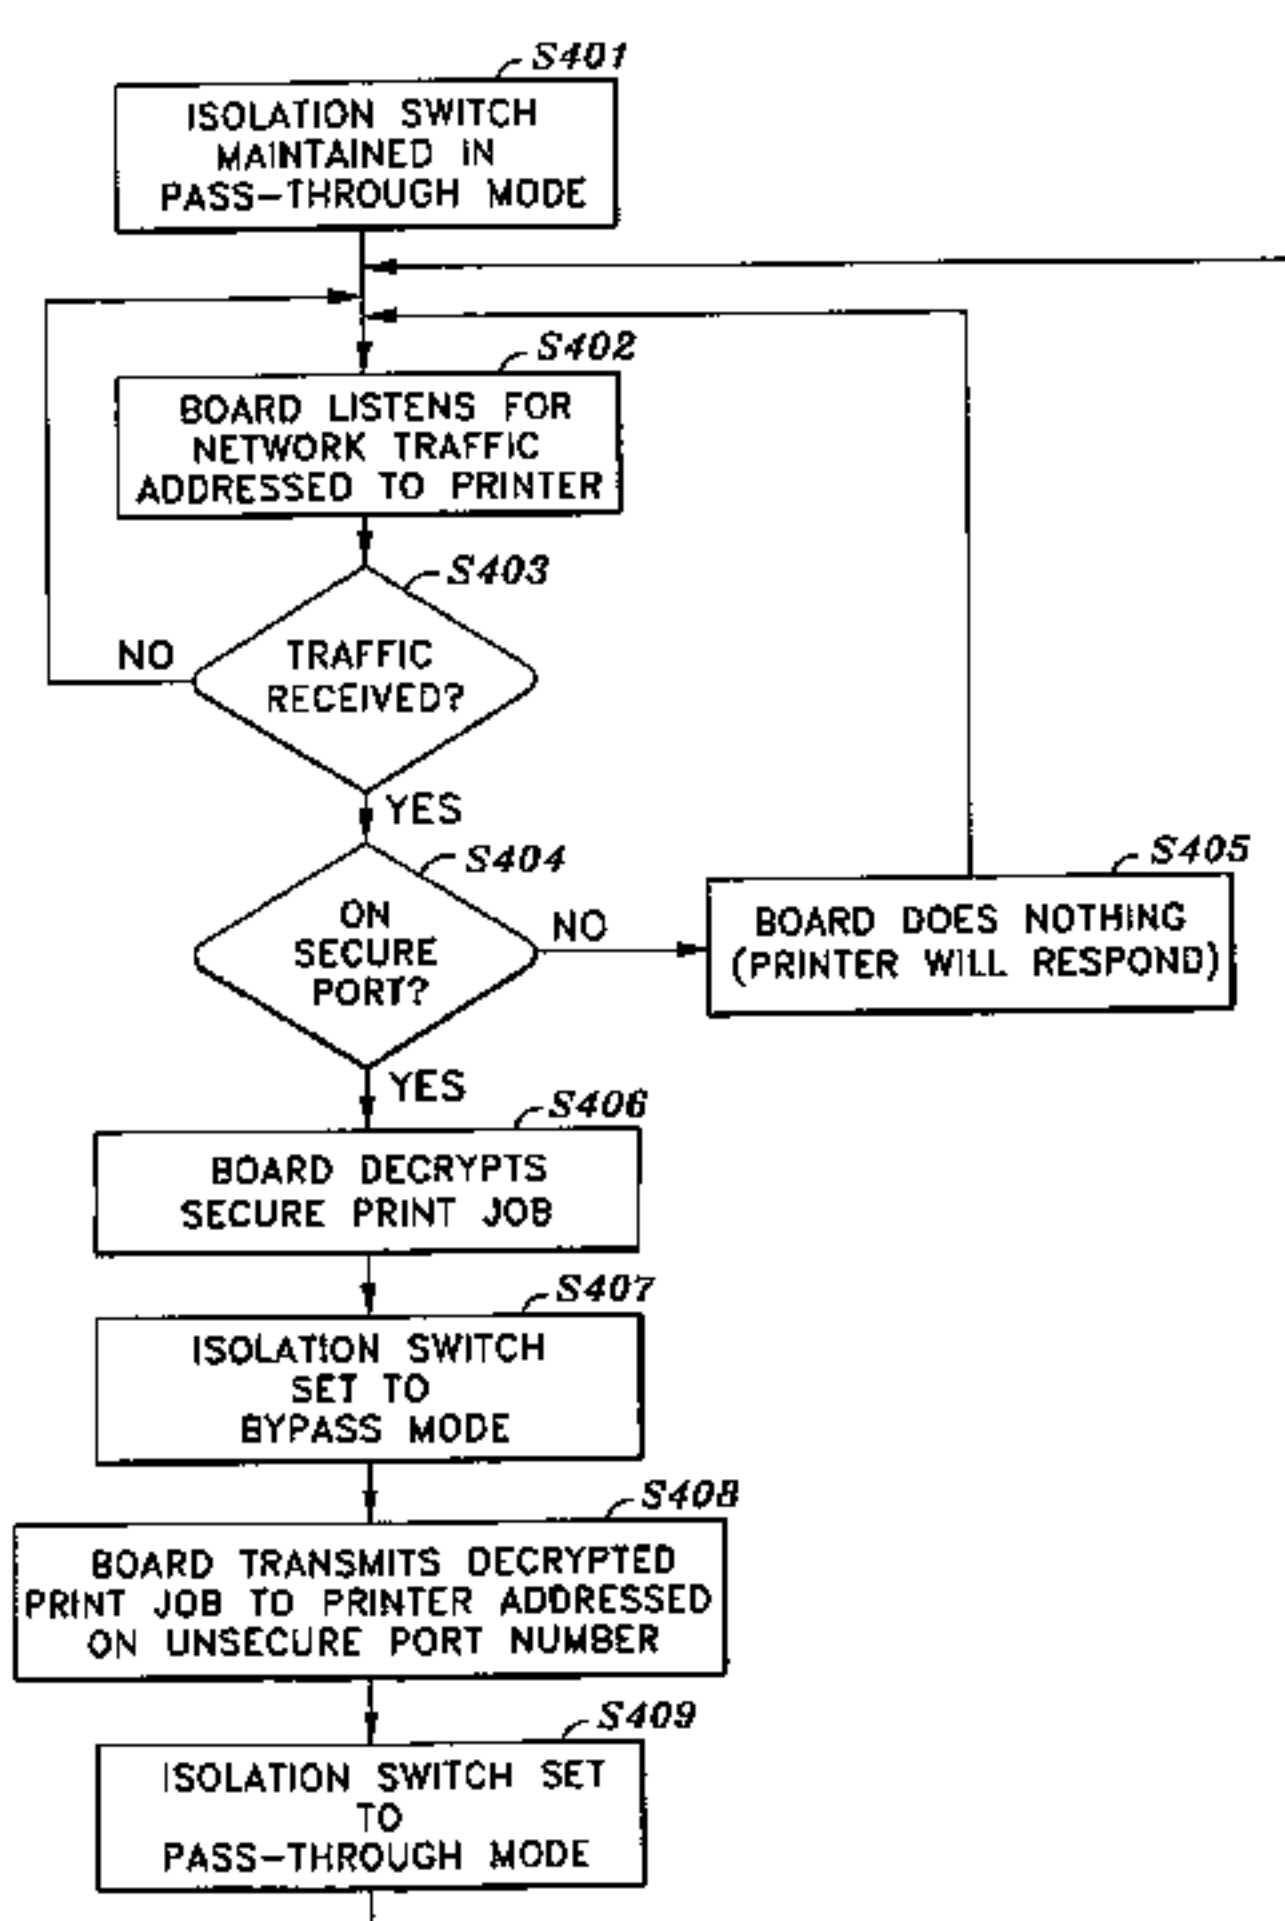 S401
ISOLATION SWITCH
MAINTAINED IN
PASS-THROUGH MODE
S402
BOARD LISTENS FOR
NETWORK TRAFFIC
ADDRESSED TO PRINTER
S403
TRAFFIC
RECEIVED?
NO
YES
S404
ON
SECURE
PORT?
NO
S405
BOARD DOES NOTHING
(PRINTER WILL RESPOND)
YES
S406
BOARD DECRYPTS
SECURE PRINT JOB
S407
ISOLATION SWITCH
SET TO
BYPASS MODE
S408
BOARD TRANSMITS DECRYPTED
PRINT JOB TO PRINTER ADDRESSED
ON UNSECURE PORT NUMBER
S409
ISOLATION SWITCH SET
TO
PASS-THROUGH MODE